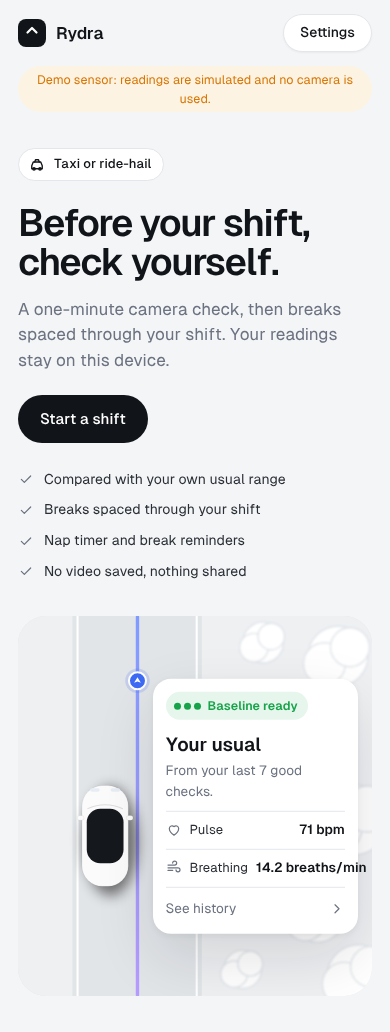 Rydra
Settings
Demo sensor: readings are simulated and no camera is
used.
Taxi or ride-hail
Before your shift,
check yourself.
A one-minute camera check, then breaks
spaced through your shift. Your readings
stay on this device.
Start a shift
Compared with your own usual range
Breaks spaced through your shift
Nap timer and break reminders
No video saved, nothing shared
Baseline ready
Your usual
From your last 7 good
checks.
Pulse 71 bpm
Breathing 14.2 breaths/min
See history